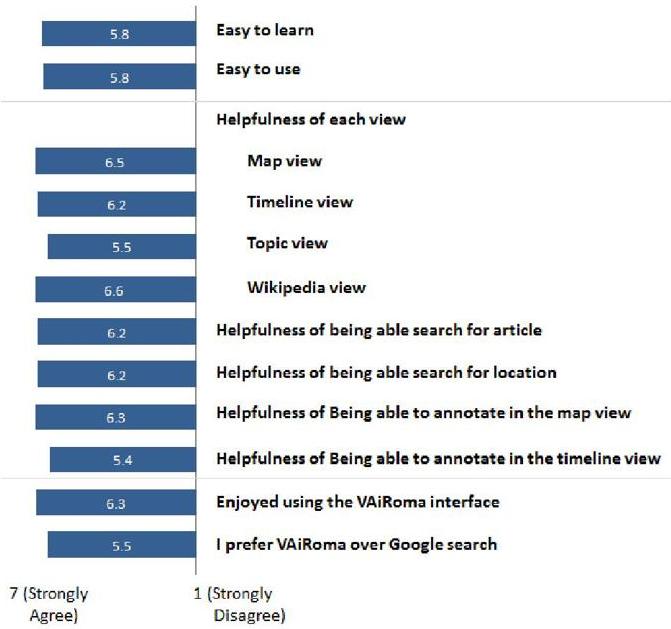 5.8 Easy to learn
5.8 Easy to use
Helpfulness of each view
6.5 Map view
6.2 Timeline view
5.5 Topic view
6.6 Wikipedia view
6.2 Helpfulness of being able search for article
6.2 Helpfulness of being able search for location
6.3 Helpfulness of Being able to annotate in the map view
5.4 Helpfulness of Being able to annotate in the timeline view
6.3 Enjoyed using the VAiRoma interface
5.5 I prefer VAiRoma over Google search
7 (Strongly 1 (Strongly
Agree) Disagree)